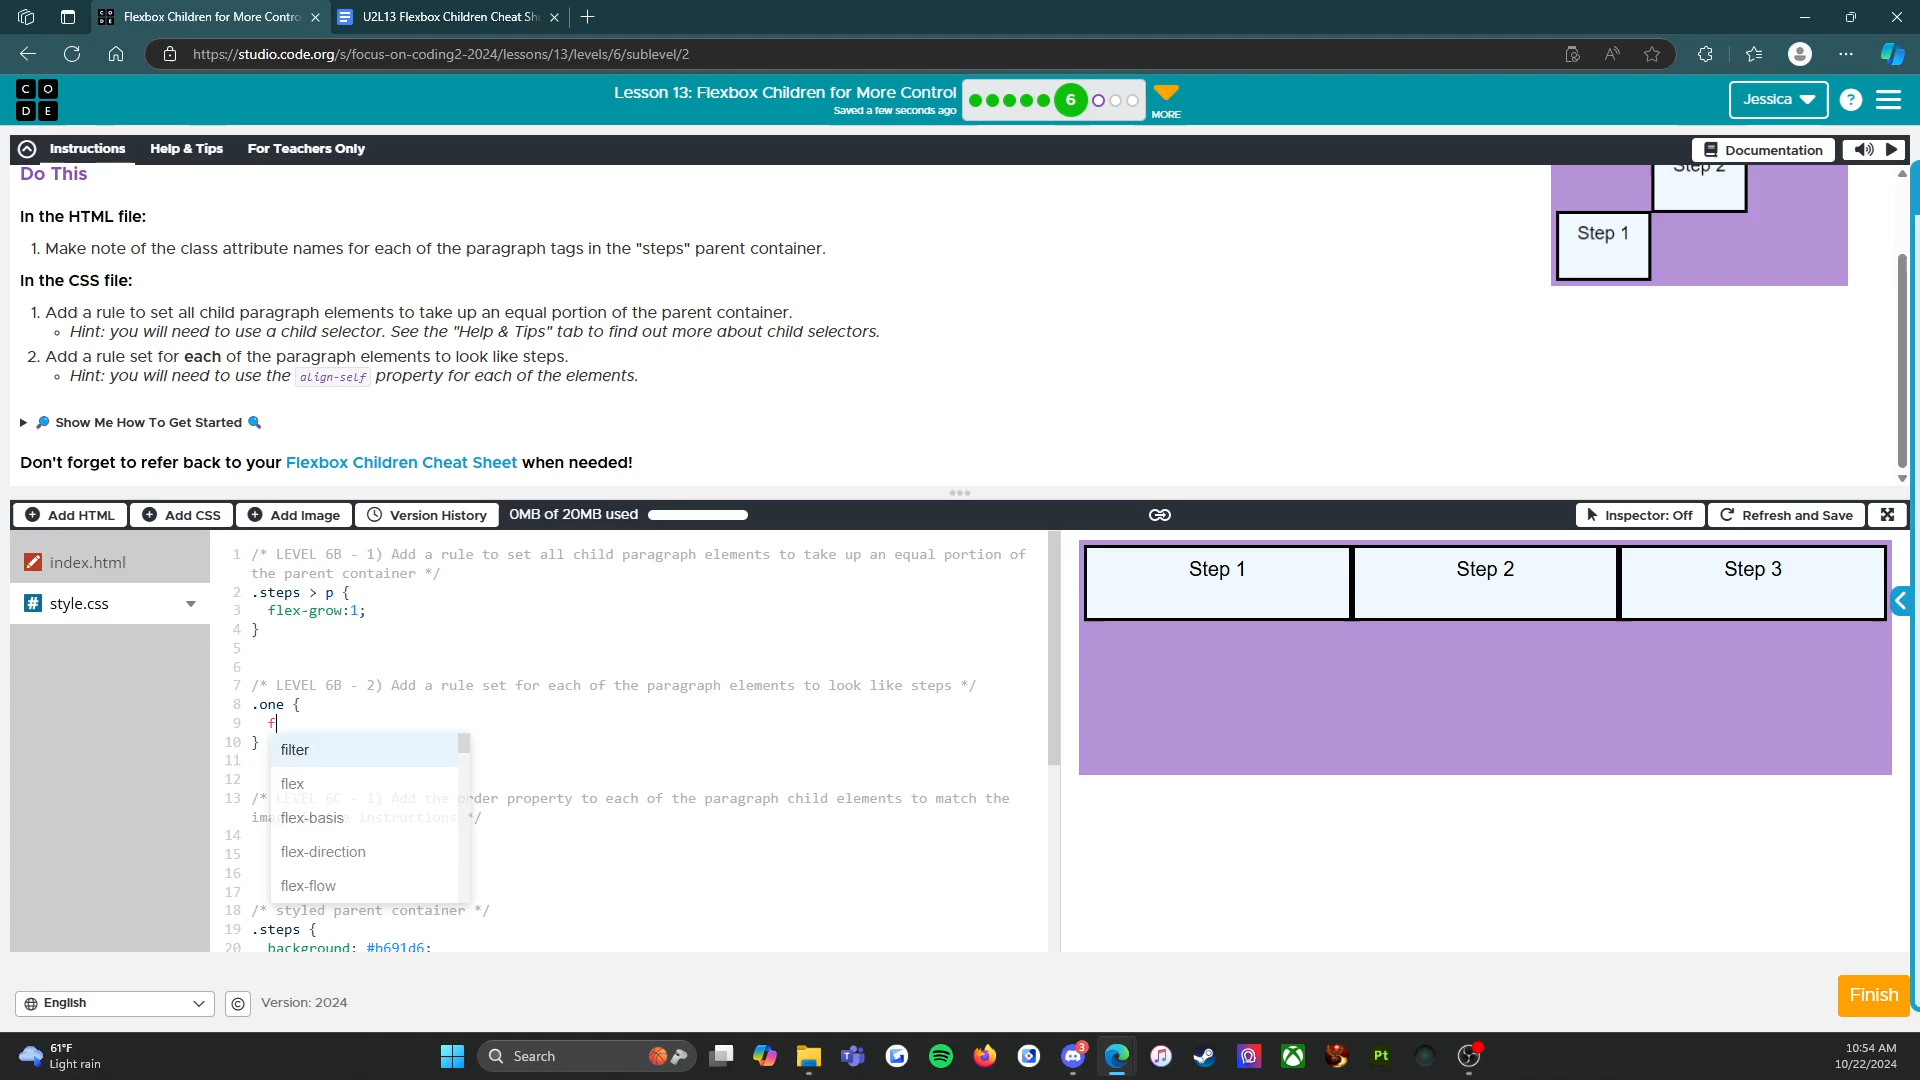 Flexbox Children for More Contro
U2L13 Flexbox Children Cheat Sh
https://studio.code.org/s/focus-on-coding2-2024/lessons/13/levels/6/sublevel/2
C O
D E
Lesson 13: Flexbox Children for More Control
Saved a few seconds ago
6
MORE
Jessica
?
Instructions
Help & Tips
For Teachers Only
Documentation
Do This
In the HTML file:
1. Make note of the class attribute names for each of the paragraph tags in the "steps" parent container.
In the CSS file:
1. Add a rule to set all child paragraph elements to take up an equal portion of the parent container.
Hint: you will need to use a child selector. See the "Help & Tips" tab to find out more about child selectors.
2. Add a rule set for each of the paragraph elements to look like steps.
Hint: you will need to use the align-self property for each of the elements.
Show Me How To Get Started
Don't forget to refer back to your Flexbox Children Cheat Sheet when needed!
Step 2
Step 1
Add HTML
Add CSS
Add Image
Version History
0MB of 20MB used
Inspector: Off
Refresh and Save
index.html
# style.css
1 /* LEVEL 6B - 1) Add a rule to set all child paragraph elements to take up an equal portion of
the parent container */
2 .steps > p {
3 flex-grow:1;
4 }
5
6
7 /* LEVEL 6B - 2) Add a rule set for each of the paragraph elements to look like steps */
8 .one {
9 f
10 }
11
12
13 /* LEVEL 6C - 1) Add the order property to each of the paragraph child elements to match the
ima instructions */
14
15
16
17
18 /* styled parent container */
19 .steps {
20 background: #b691d6;
filter
flex
flex-basis
flex-direction
flex-flow
Step 1
Step 2
Step 3
English
©
Version: 2024
Finish
61°F
Light rain
Search
3
Pt
10:54 AM
10/22/2024